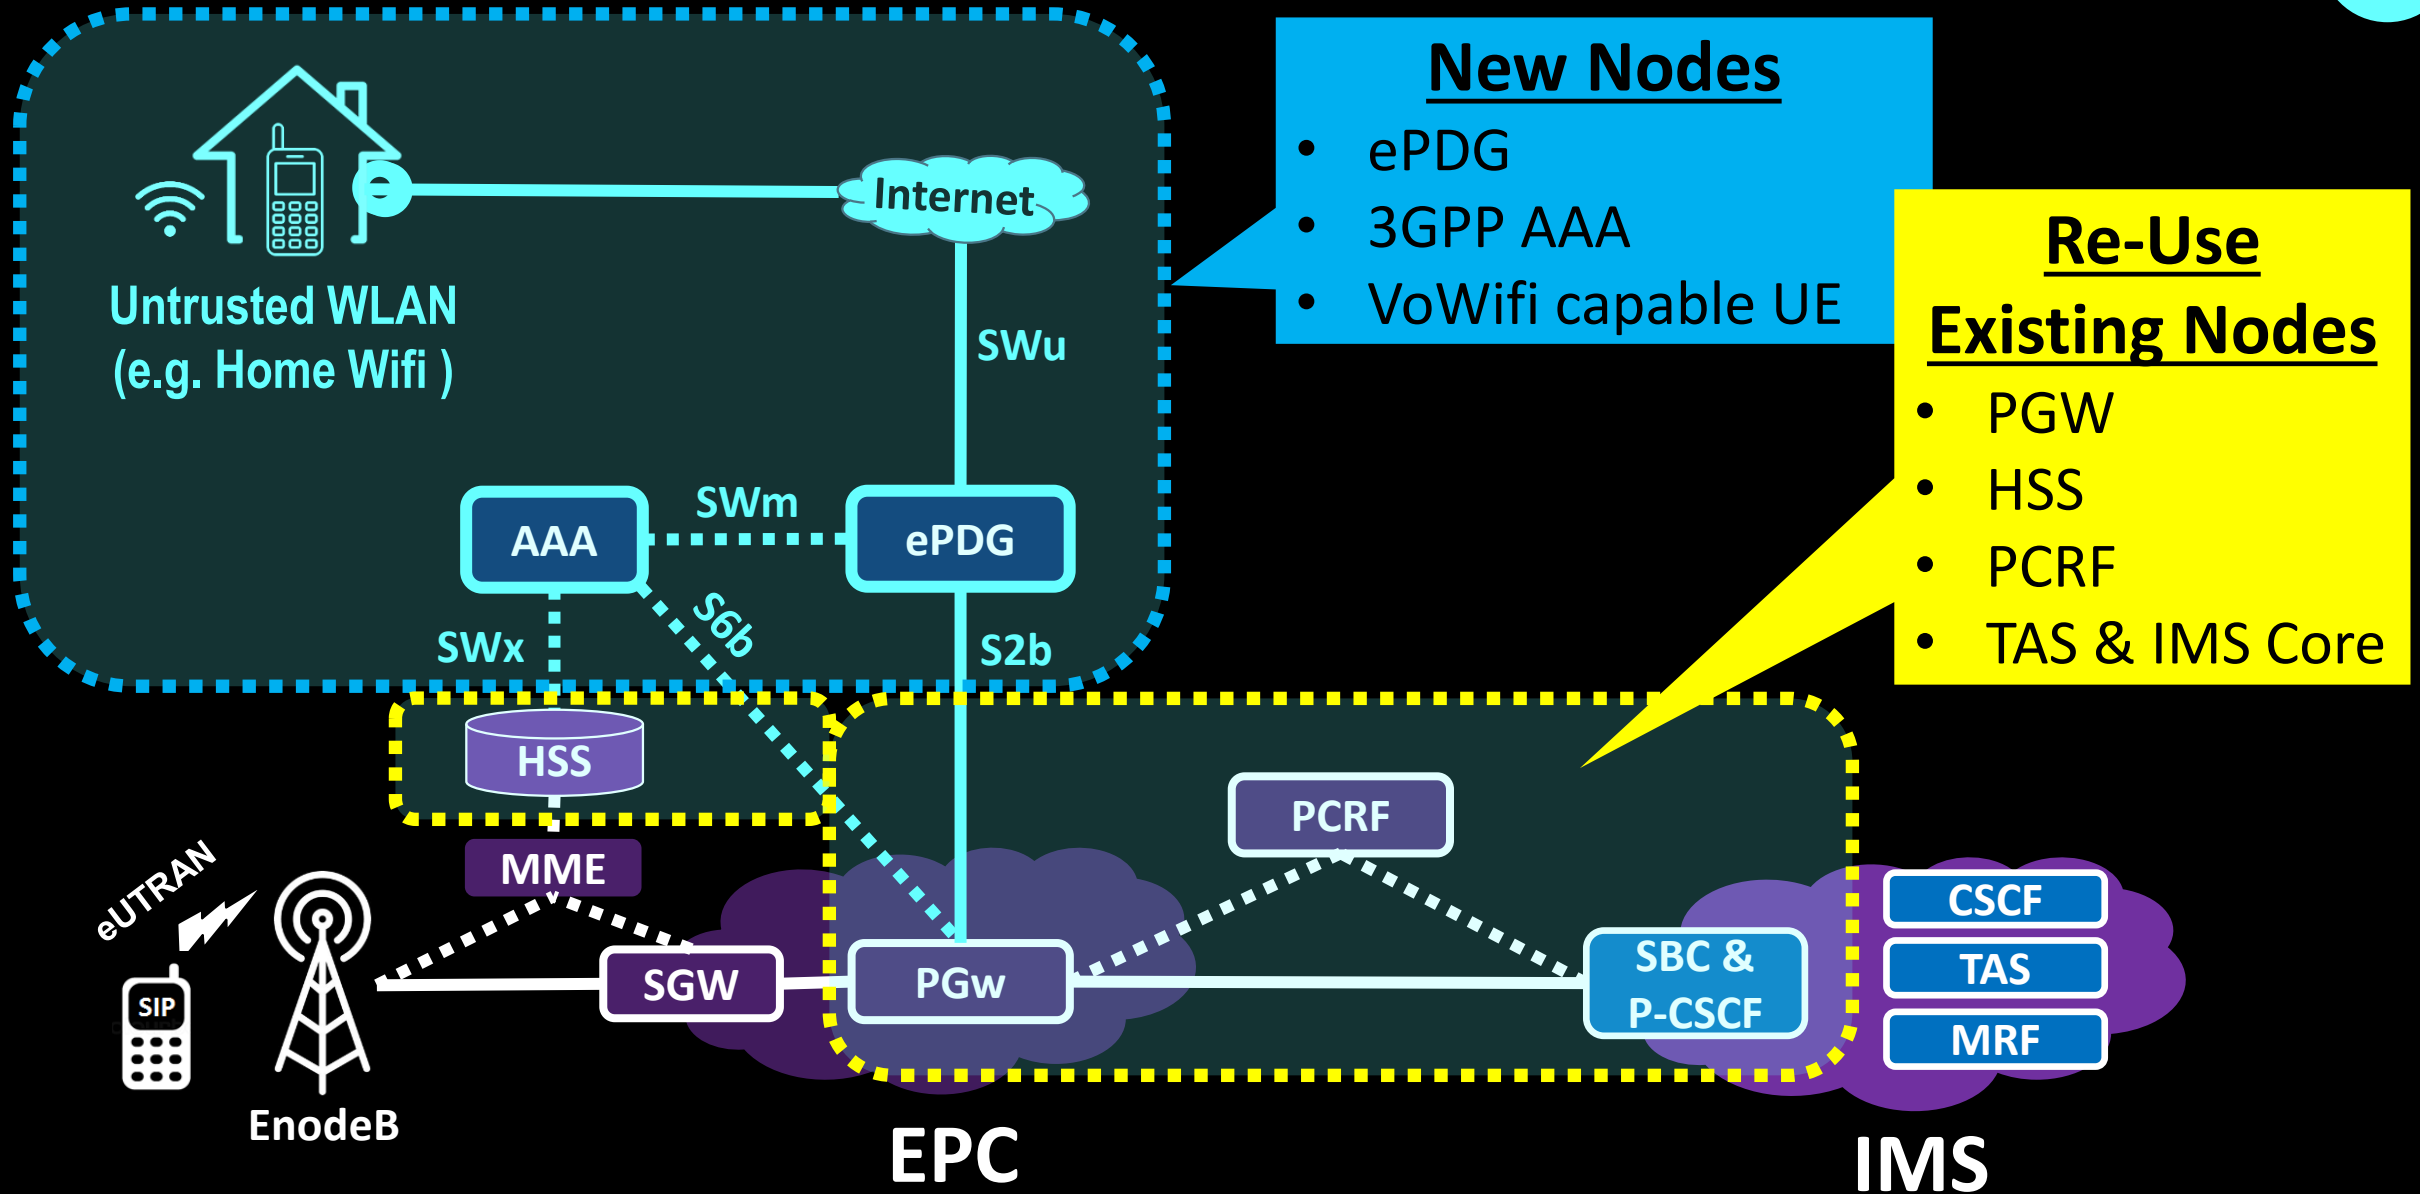 New Nodes
• ePDG
• 3GPP AAA
• VoWifi capable UE
Re-Use
Existing Nodes
• PGW
• HSS
• PCRF
• TAS & IMS Core
Internet
Untrusted WLAN
(e.g. Home Wifi )
SWu
SWm
AAA
ePDG
S6b
SWx
S2b
HSS
PCRF
MME
eUTRAN
CSCF
SBC &
P-CSCF
TAS
SGW
PGw
SIP
MRF
EnodeB
EPC
IMS